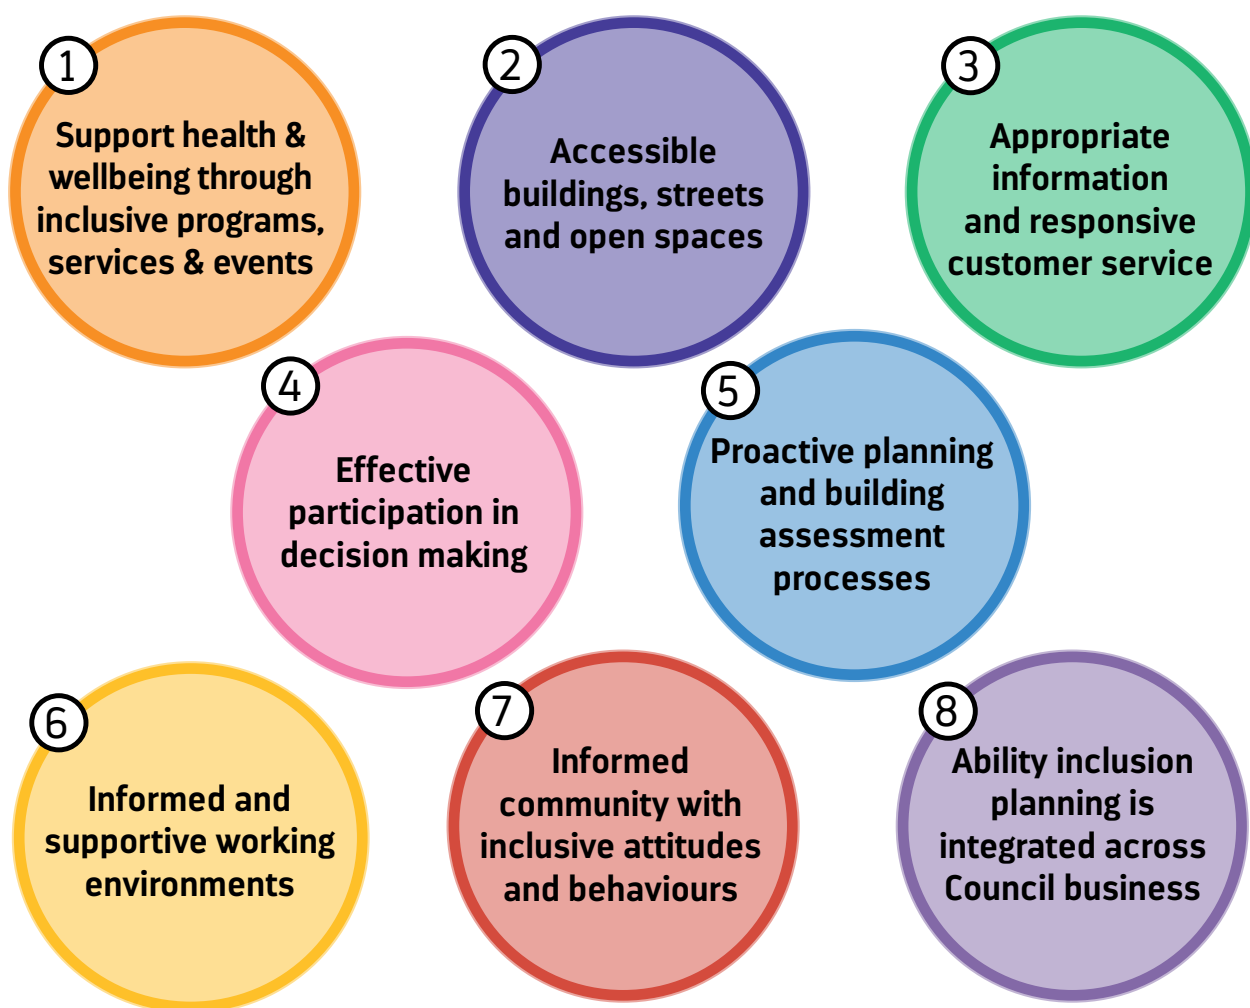 1
Support health &
wellbeing through
inclusive programs,
services & events
2
Accessible
buildings, streets
and open spaces
3
Appropriate
information
and responsive
customer service
4
Effective
participation in
decision making
5
Proactive planning
and building
assessment
processes
6
Informed and
supportive working
environments
7
Informed
community with
inclusive attitudes
and behaviours
8
Ability inclusion
planning is
integrated across
Council business